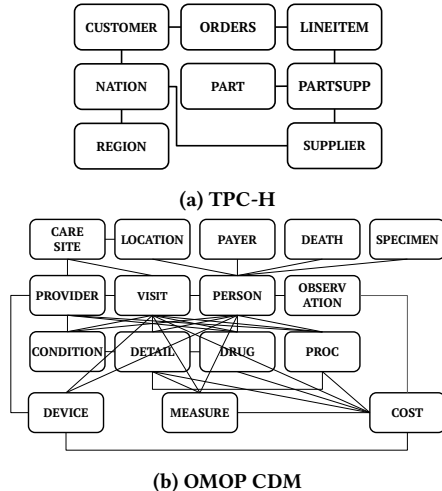 CUSTOMER
ORDERS
LINEITEM
NATION
PART
PARTSUPP
REGION
SUPPLIER
(a) TPC-H
CARE
SITE
LOCATION
PAYER
DEATH
SPECIMEN
PROVIDER
VISIT
PERSON
OBSERV
ATION
CONDITION
DETAIL
DRUG
PROC
DEVICE
MEASURE
COST
(b) OMOP CDM